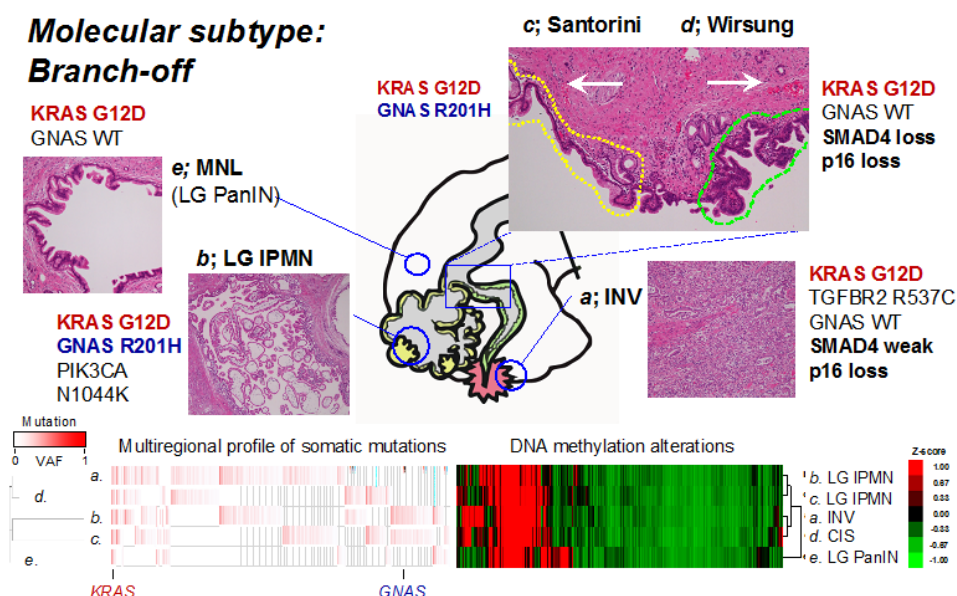 Molecular subtype:
Branch-off
c; Santorini
d; Wirsung
KRAS G12D
GNAS WT
KRAS G12D
GNAS R201H
KRAS G12D
GNAS WT
SMAD4 loss
p16 loss
e; MNL
(LG PanIN)
b; LG IPMN
a; INV
KRAS G12D
GNAS R201H
PIK3CA
N1044K
KRAS G12D
TGFBR2 R537C
GNAS WT
SMAD4 weak
p16 loss
Mutation
0 VAF 1
Multiregional profile of somatic mutations
DNA methylation alterations
a.
d.
b.
c.
e.
KRAS
GNAS
b. LG IPMN
c. LG IPMN
a. INV
d. CIS
e. LG PanIN
Z-score
1.00
0.67
0.33
0.00
-0.33
-0.67
-1.00